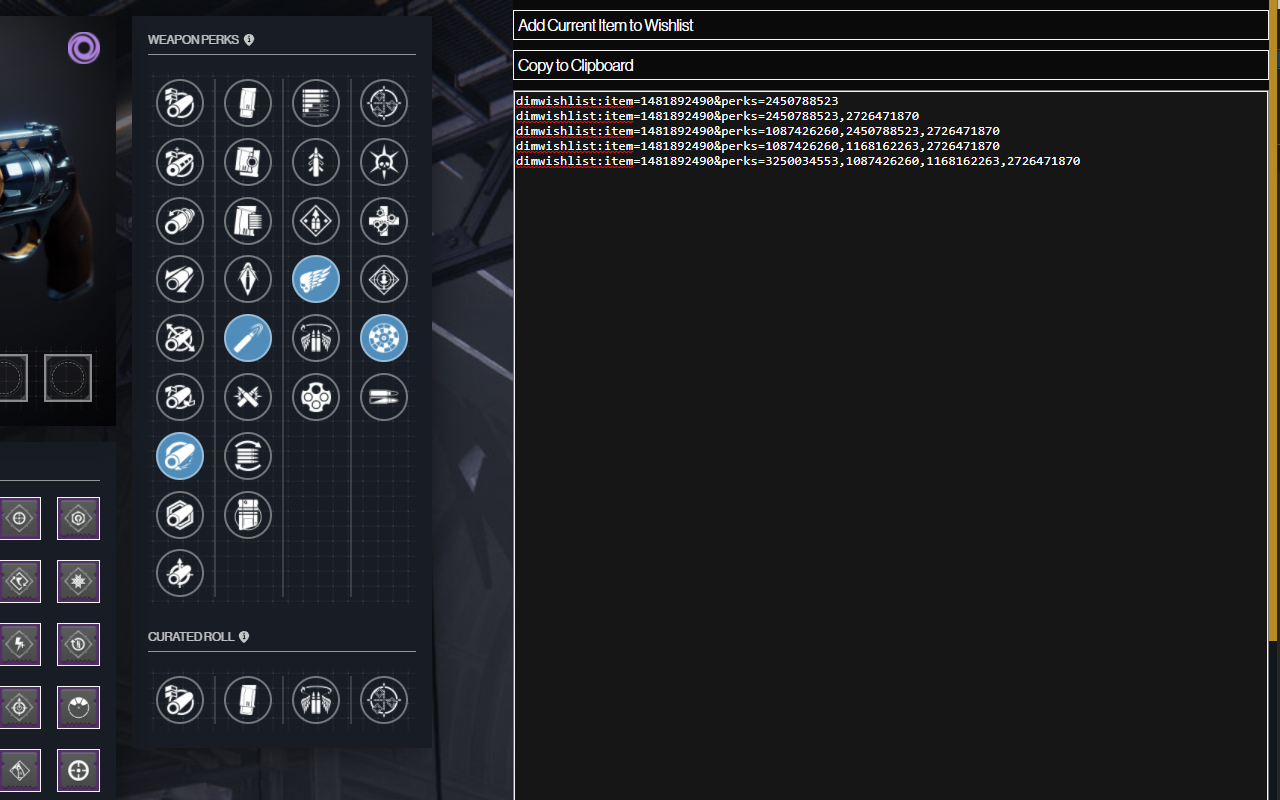 WEAPON PERKS
CURATED ROLL
Add Current Item to Wishlist
Copy to Clipboard
dimwishlist:item=1481892490&perks=2450788523
dimwishlist:item=1481892490&perks=2450788523,2726471870
dimwishlist:item=1481892490&perks=1087426260,2450788523,2726471870
dimwishlist:item=1481892490&perks=1087426260,1168162263,2726471870
dimwishlist:item=1481892490&perks=3250034553,1087426260,1168162263,2726471870